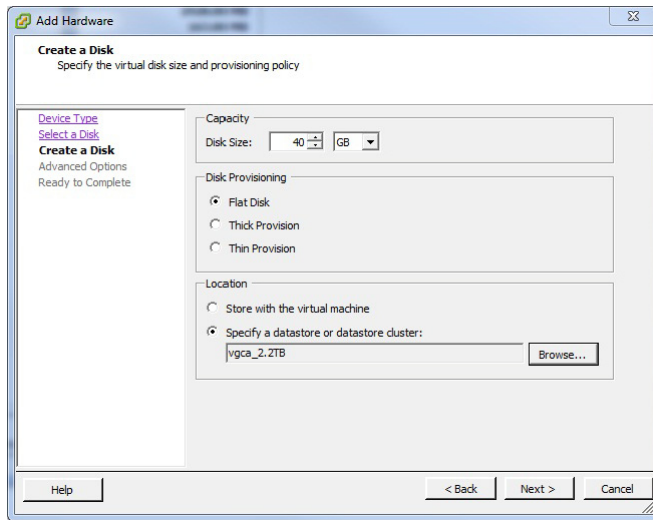 Add Hardware
Create a Disk
Specify the virtual disk size and provisioning policy
Device Type
Select a Disk
Create a Disk
Advanced Options
Ready to Complete
Capacity
Disk Size: 40 GB
Disk Provisioning
Flat Disk
Thick Provision
Thin Provision
Location
Store with the virtual machine
Specify a datastore or datastore cluster:
vgca_2.2TB
Browse...
Help
< Back
Next >
Cancel